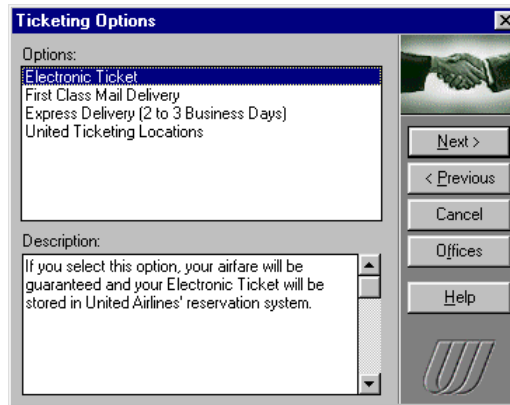 Ticketing Options
Options:
Electronic Ticket
First Class Mail Delivery
Express Delivery (2 to 3 Business Days)
United Ticketing Locations
Next >
< Previous
Cancel
Offices
Help
Description:
If you select this option, your airfare will be
guaranteed and your Electronic Ticket will be
stored in United Airlines' reservation system.